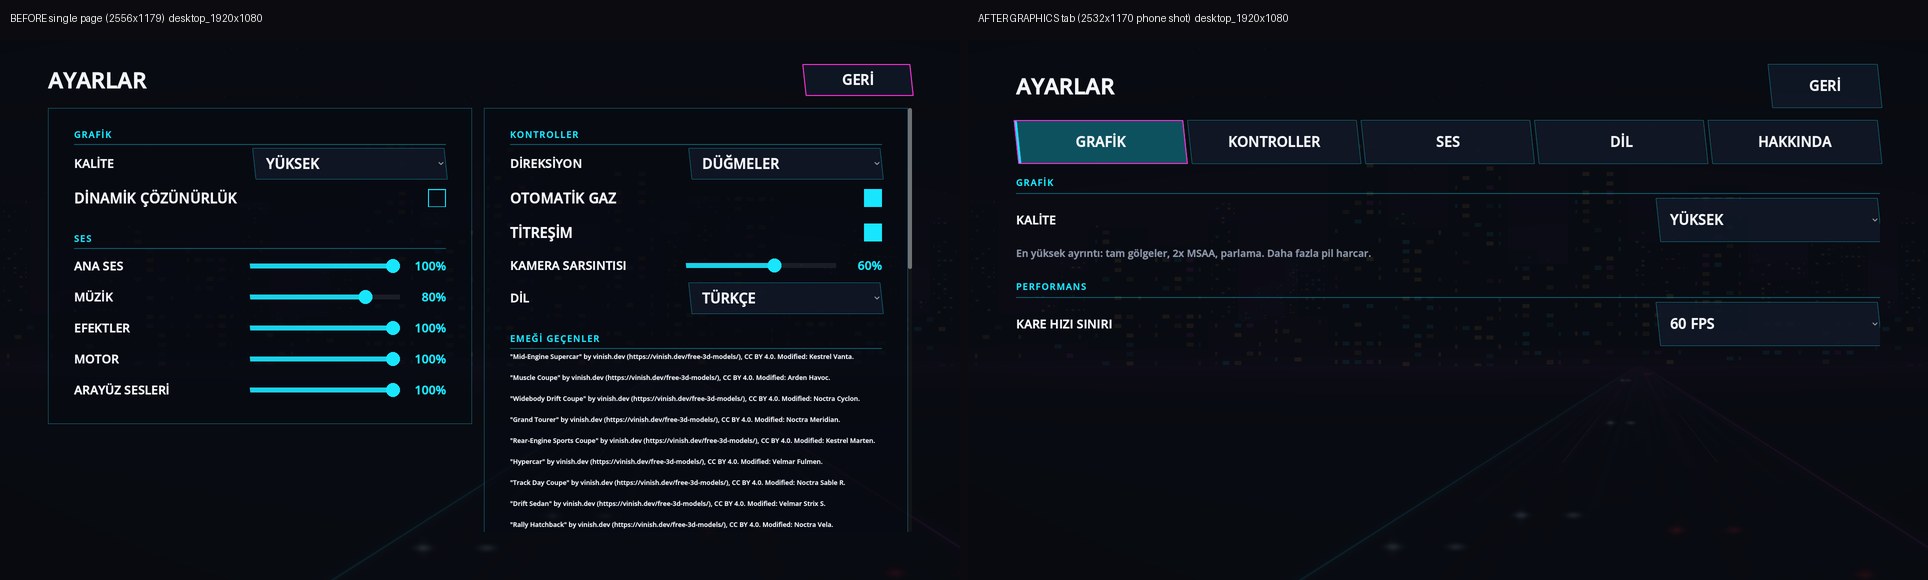 BEFORE single page (2556x1179) desktop_1920x1080
AYARLAR
GERİ
GRAFİK
KALİTE
YÜKSEK
DİNAMİK ÇÖZÜNÜRLÜK
SES
ANA SES
100%
MÜZİK
80%
EFEKTLER
100%
MOTOR
100%
ARAYÜZ SESLERİ
100%
KONTROLLER
DİREKSİYON
DÜĞMELER
OTOMATİK GAZ
TİTREŞİM
KAMERA SARSINTISI
60%
DİL
TÜRKÇE
EMEĞİ GEÇENLER
"Mid-Engine Supercar" by vinish.dev (https://vinish.dev/free-3d-models/), CC BY 4.0. Modified: Kestrel Vanta.
"Muscle Coupe" by vinish.dev (https://vinish.dev/free-3d-models/), CC BY 4.0. Modified: Arden Havoc.
"Widebody Drift Coupe" by vinish.dev (https://vinish.dev/free-3d-models/), CC BY 4.0. Modified: Noctra Cyclon.
"Grand Tourer" by vinish.dev (https://vinish.dev/free-3d-models/), CC BY 4.0. Modified: Noctra Meridian.
"Rear-Engine Sports Coupe" by vinish.dev (https://vinish.dev/free-3d-models/), CC BY 4.0. Modified: Kestrel Marten.
"Hypercar" by vinish.dev (https://vinish.dev/free-3d-models/), CC BY 4.0. Modified: Velmar Fulmen.
"Track Day Coupe" by vinish.dev (https://vinish.dev/free-3d-models/), CC BY 4.0. Modified: Noctra Sable R.
"Drift Sedan" by vinish.dev (https://vinish.dev/free-3d-models/), CC BY 4.0. Modified: Velmar Strix S.
"Rally Hatchback" by vinish.dev (https://vinish.dev/free-3d-models/), CC BY 4.0. Modified: Noctra Vela.
AFTER GRAPHICS tab (2532x1170 phone shot) desktop_1920x1080
AYARLAR
GERİ
GRAFİK
KONTROLLER
SES
DİL
HAKKINDA
GRAFİK
KALİTE
YÜKSEK
En yüksek ayrıntı: tam gölgeler, 2x MSAA, parlama. Daha fazla pil harcar.
PERFORMANS
KARE HIZI SINIRI
60 FPS